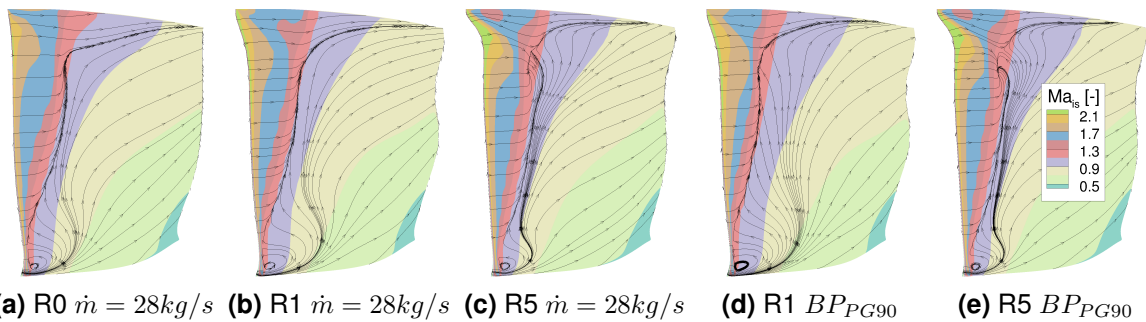 Ma_is [-]
2.1
1.7
1.3
0.9
0.5
(a) R0 ṁ = 28kg/s (b) R1 ṁ = 28kg/s (c) R5 ṁ = 28kg/s (d) R1 BP_PG90 (e) R5 BP_PG90